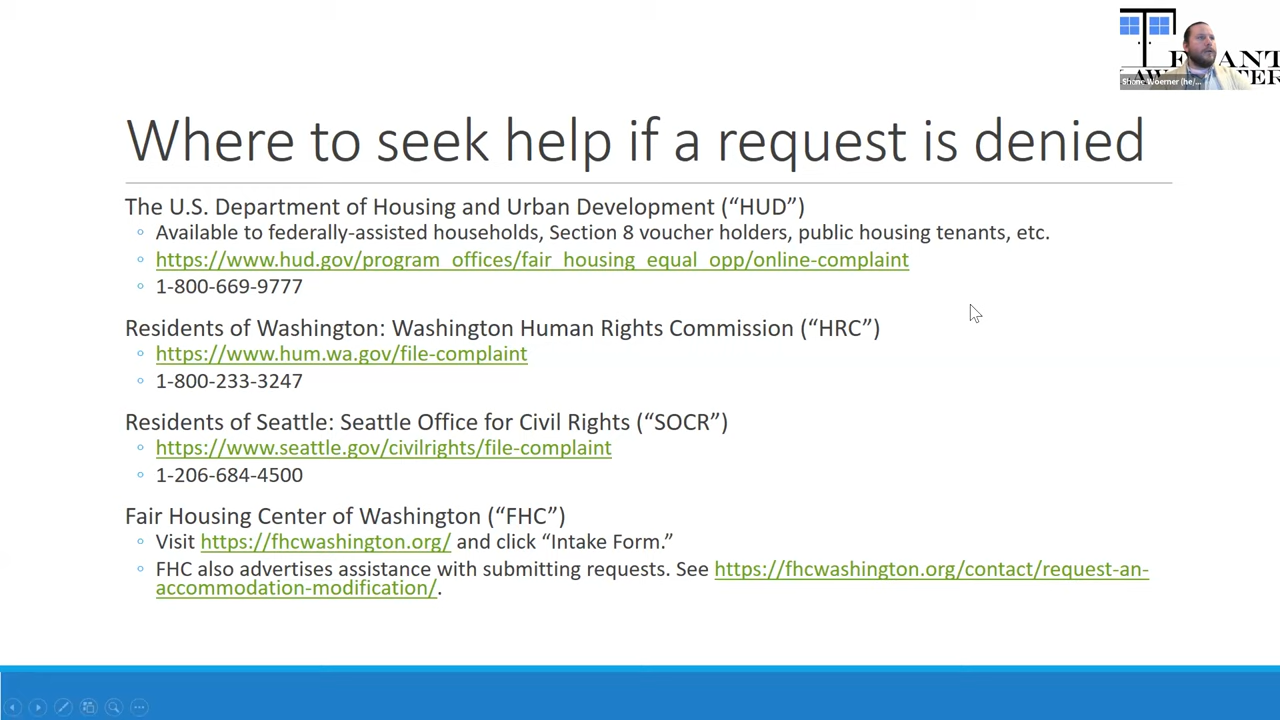 Shane Woerner (he/...
Where to seek help if a request is denied
The U.S. Department of Housing and Urban Development (“HUD”)
Available to federally-assisted households, Section 8 voucher holders, public housing tenants, etc.
https://www.hud.gov/program_offices/fair_housing_equal_opp/online-complaint
1-800-669-9777
Residents of Washington: Washington Human Rights Commission (“HRC”)
https://www.hum.wa.gov/file-complaint
1-800-233-3247
Residents of Seattle: Seattle Office for Civil Rights (“SOCR”)
https://www.seattle.gov/civilrights/file-complaint
1-206-684-4500
Fair Housing Center of Washington (“FHC”)
Visit https://fhcwashington.org/ and click “Intake Form.”
FHC also advertises assistance with submitting requests. See https://fhcwashington.org/contact/request-an-
accommodation-modification/.